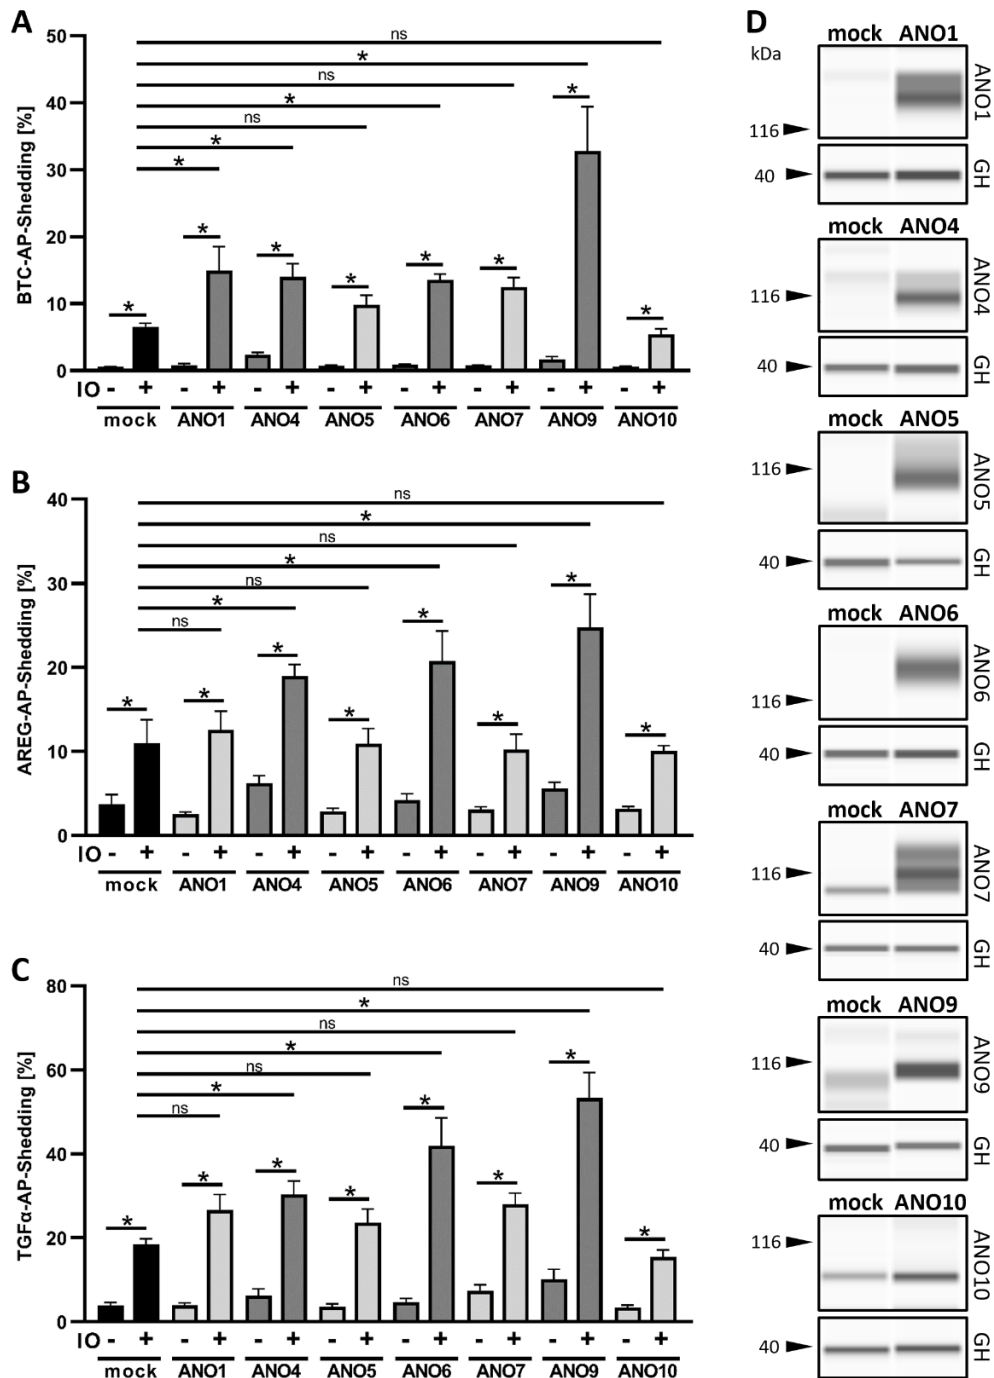 A
BTC-AP-Shedding [%]
50
40
30
20
10
0
ns
*
ns
*
ns
*
*
* * * * * * * *
IO - + - + - + - + - + - + - + - +
mock ANO1 ANO4 ANO5 ANO6 ANO7 ANO9 ANO10
B
AREG-AP-Shedding [%]
40
30
20
10
0
ns
*
ns
*
ns
*
ns
* * * * * * * *
IO - + - + - + - + - + - + - + - +
mock ANO1 ANO4 ANO5 ANO6 ANO7 ANO9 ANO10
C
TGFα-AP-Shedding [%]
80
60
40
20
0
ns
*
ns
*
ns
*
ns
* * * * * * * *
IO - + - + - + - + - + - + - + - +
mock ANO1 ANO4 ANO5 ANO6 ANO7 ANO9 ANO10
D
mock ANO1
kDa
116
ANO1
40
GH
mock ANO4
116
ANO4
40
GH
mock ANO5
116
ANO5
40
GH
mock ANO6
116
ANO6
40
GH
mock ANO7
116
ANO7
40
GH
mock ANO9
116
ANO9
40
GH
mock ANO10
116
ANO10
40
GH